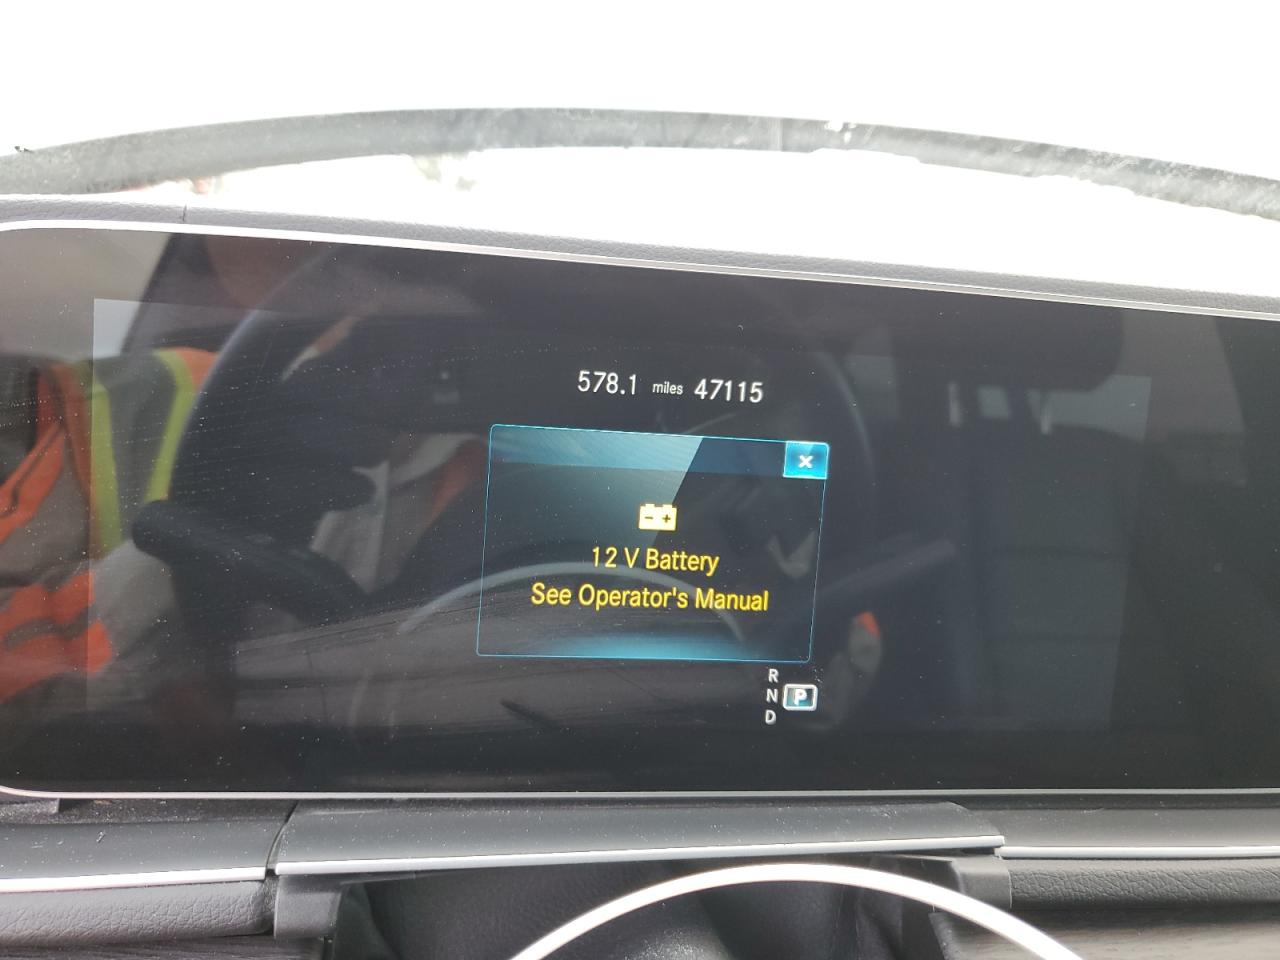 578.1 miles 47115
x
12 V Battery
See Operator's Manual
R
N P
D